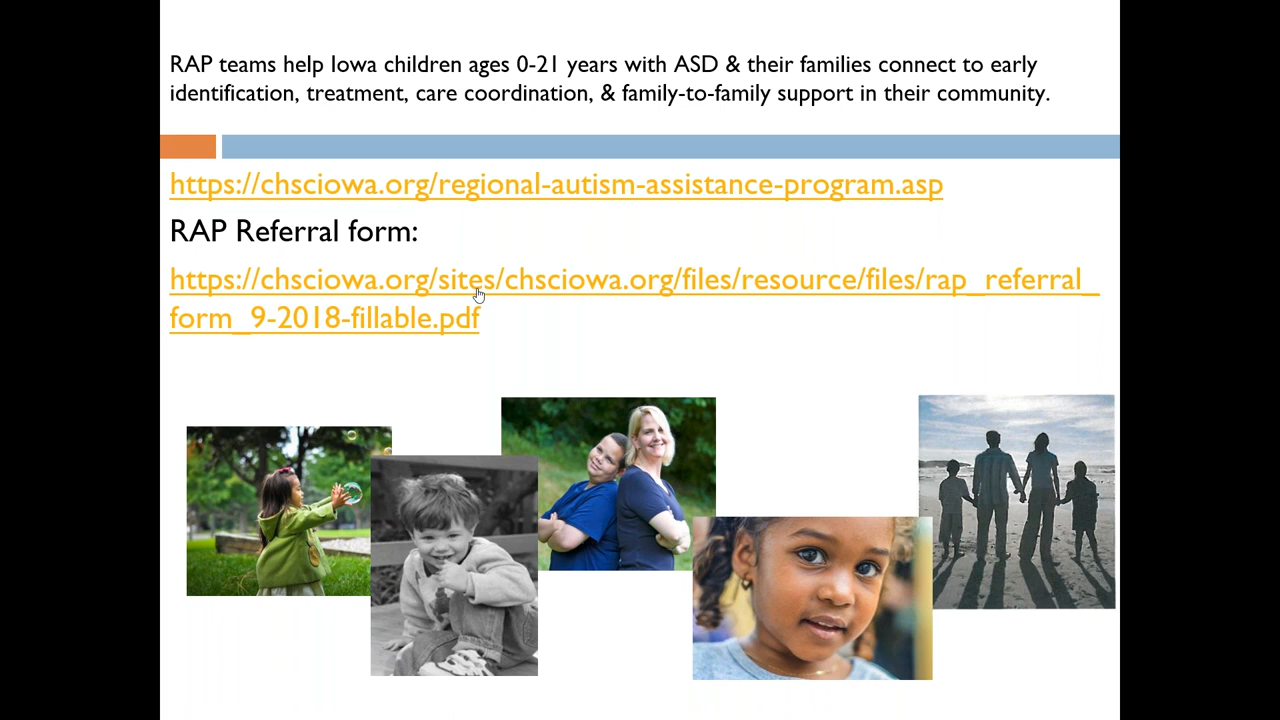 RAP teams help Iowa children ages 0-21 years with ASD & their families connect to early
identification, treatment, care coordination, & family-to-family support in their community.
https://chsciowa.org/regional-autism-assistance-program.asp
RAP Referral form:
https://chsciowa.org/sites/chsciowa.org/files/resource/files/rap_referral_
form_9-2018-fillable.pdf